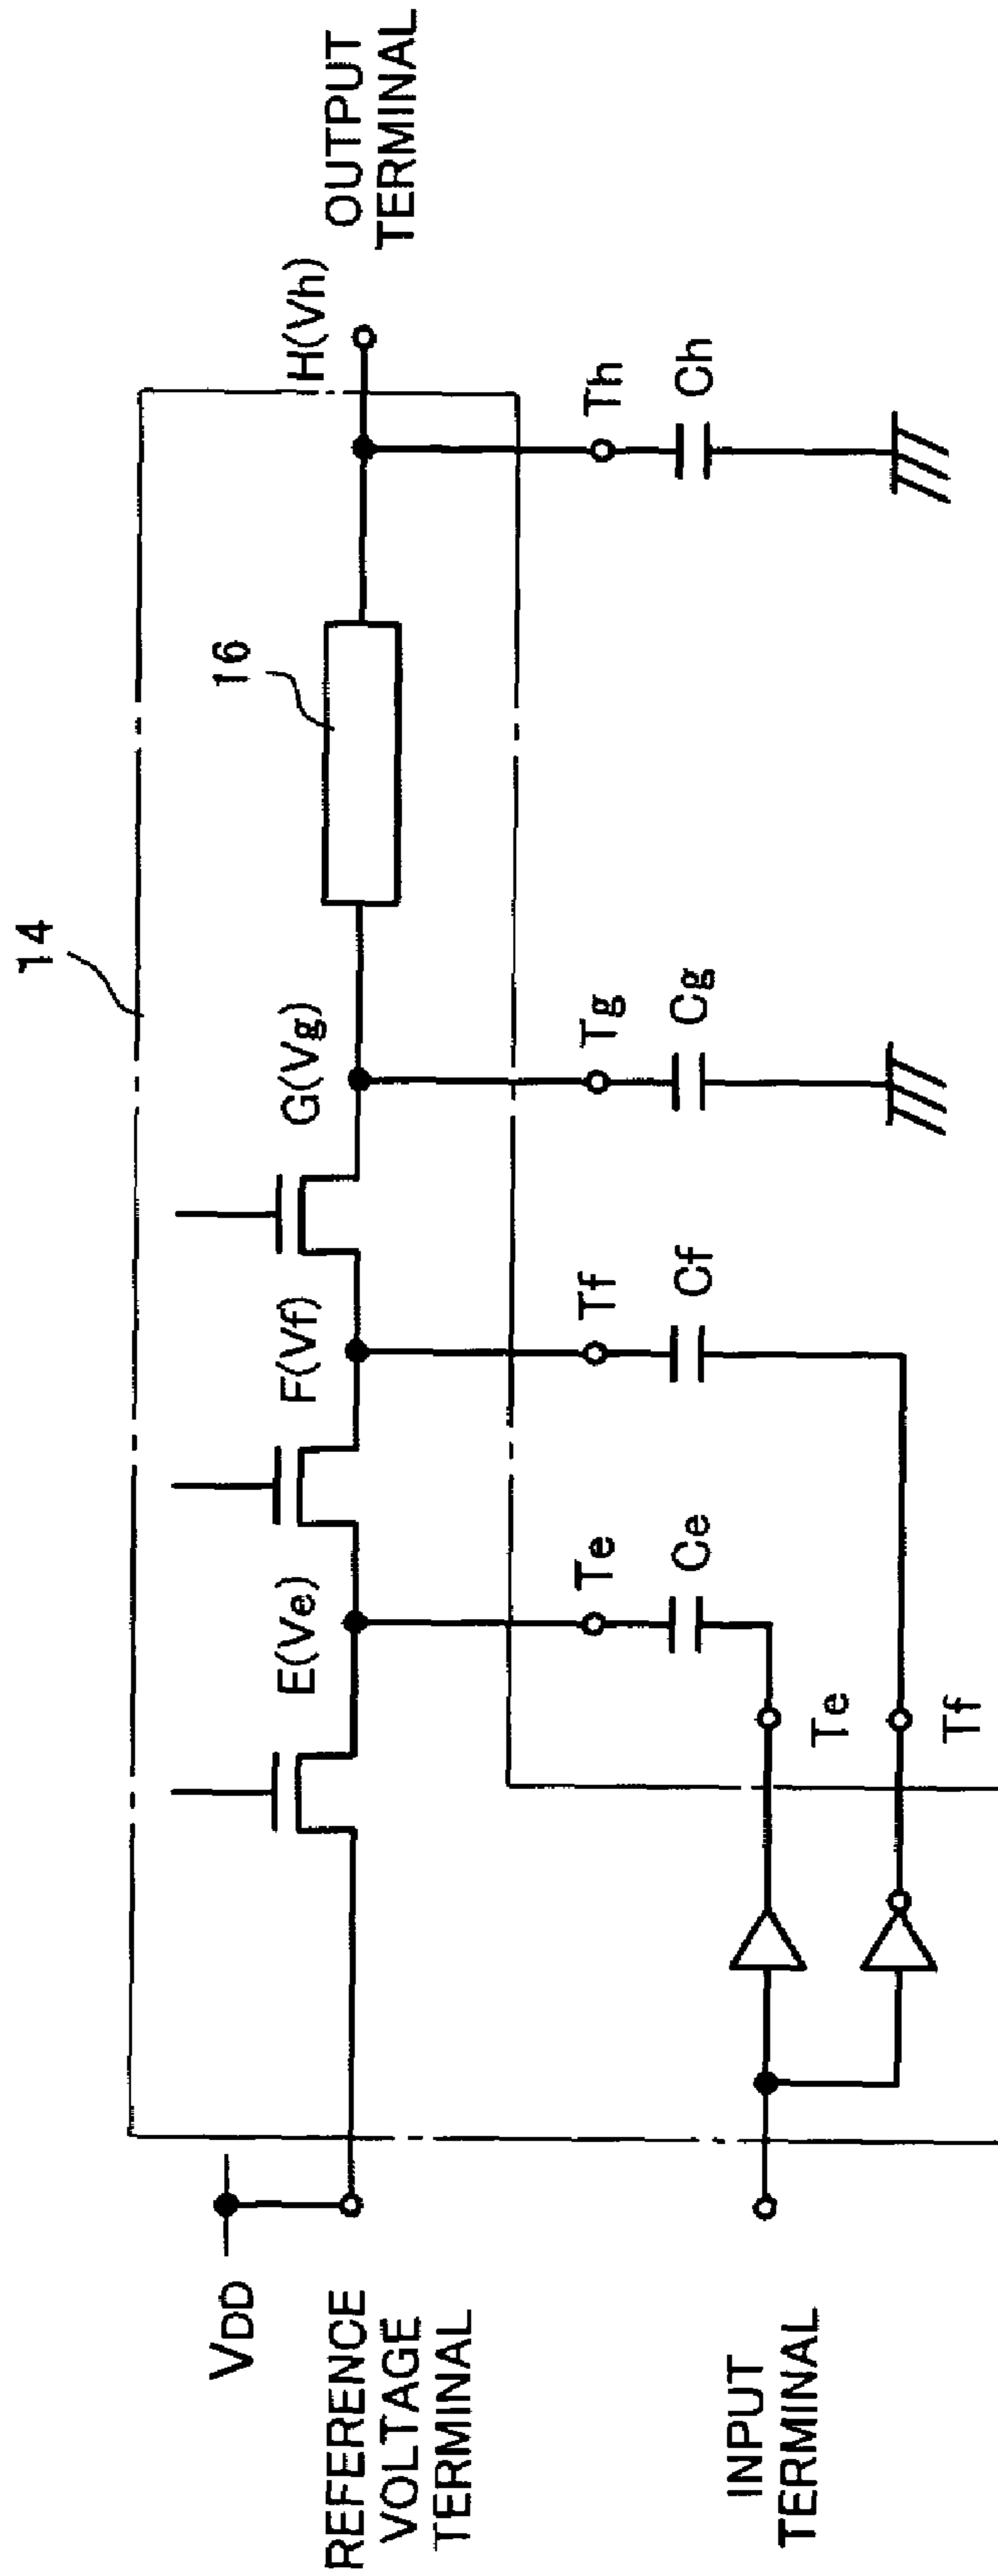 14
16
VDD
REFERENCE
VOLTAGE
TERMINAL
E(Ve)
F(Vf)
G(Vg)
H(Vh)
OUTPUT
TERMINAL
Te
Tf
Tg
Th
Ce
Cf
Cg
Ch
INPUT
TERMINAL
Te
Tf